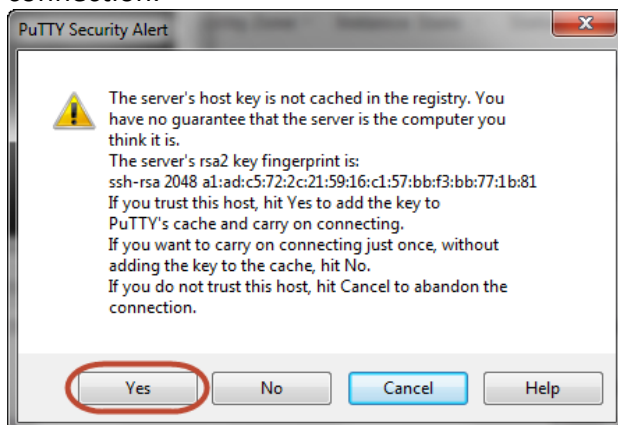 connection.
PuTTY Security Alert
The server's host key is not cached in the registry. You
have no guarantee that the server is the computer you
think it is.
The server's rsa2 key fingerprint is:
ssh-rsa 2048 a1:ad:c5:72:2c:21:59:16:c1:57:bb:f3:bb:77:1b:81
If you trust this host, hit Yes to add the key to
PuTTY's cache and carry on connecting.
If you want to carry on connecting just once, without
adding the key to the cache, hit No.
If you do not trust this host, hit Cancel to abandon the
connection.
Yes No Cancel Help